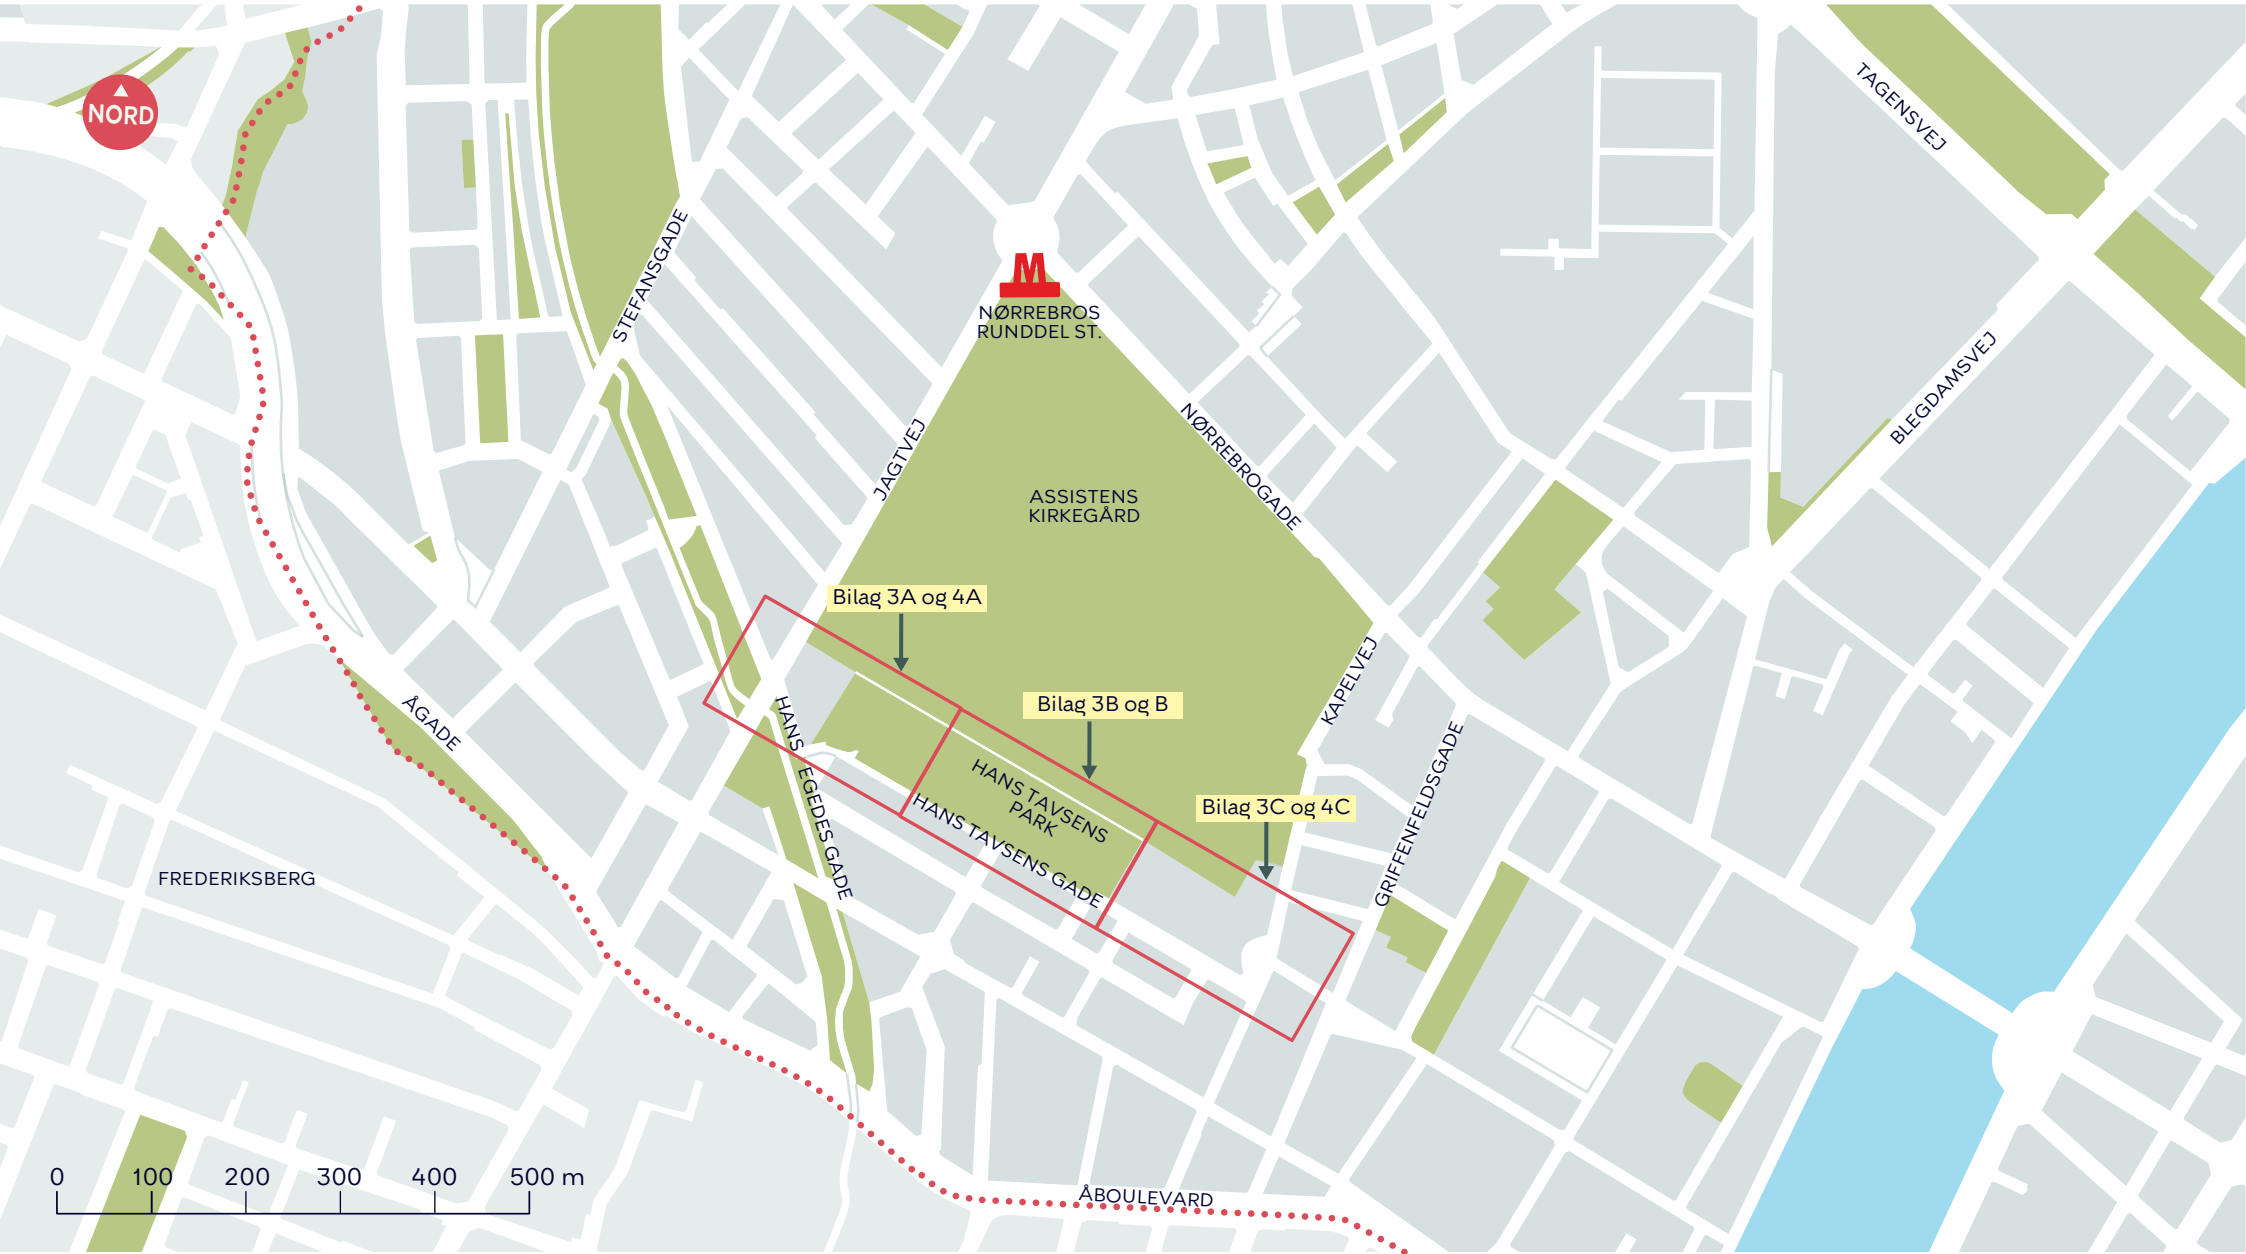 NORD
TAGENSVEJ
STEFANSGADE
M
NØRREBROS
RUNDDEL ST.
BLEGDAMSVEJ
JAGTVEJ
NØRREBROGADE
ASSISTENS
KIRKEGÅRD
Bilag 3A og 4A
KAPELVEJ
Bilag 3B og B
ÅGADE
HANS EGEDES GADE
HANS TAVSENS
PARK
HANS TAVSENS GADE
Bilag 3C og 4C
GRIFFENFELDSGADE
FREDERIKSBERG
0 100 200 300 400 500 m
ÅBOULEVARD